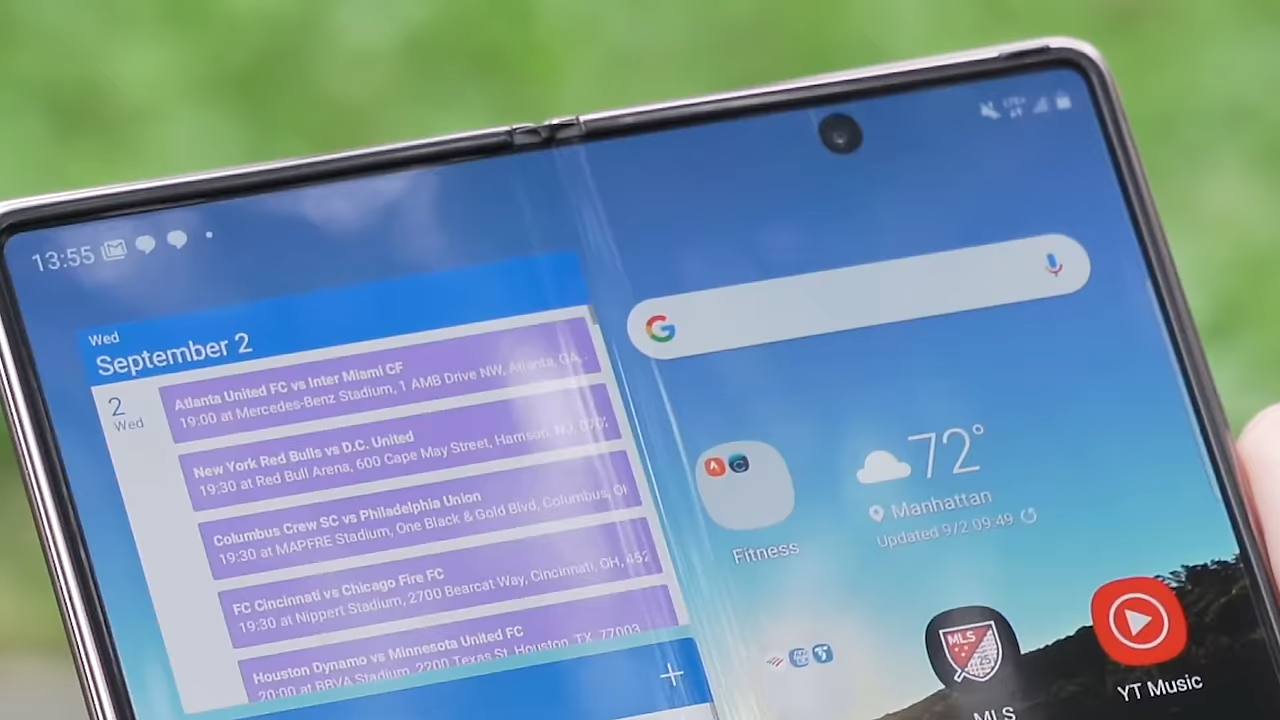 13:55
LTE+
Wed
September 2
2
Wed
Atlanta United FC vs Inter Miami CF
19:00 at Mercedes-Benz Stadium, 1 AMB Drive NW, Atlanta, GA,
New York Red Bulls vs D.C. United
19:30 at Red Bull Arena, 600 Cape May Street, Harrison, NJ, 070
Columbus Crew SC vs Philadelphia Union
19:30 at MAPFRE Stadium, One Black & Gold Blvd, Columbus, OH
FC Cincinnati vs Chicago Fire FC
19:30 at Nippert Stadium, 2700 Bearcat Way, Cincinnati, OH, 452
Houston Dynamo vs Minnesota United FC
20:00 at BBVA Stadium, 2200 Texas St, Houston, TX, 77003
+
72°
Manhattan
Updated 9/2 09:49
Fitness
MLS
25
MLS
YT Music